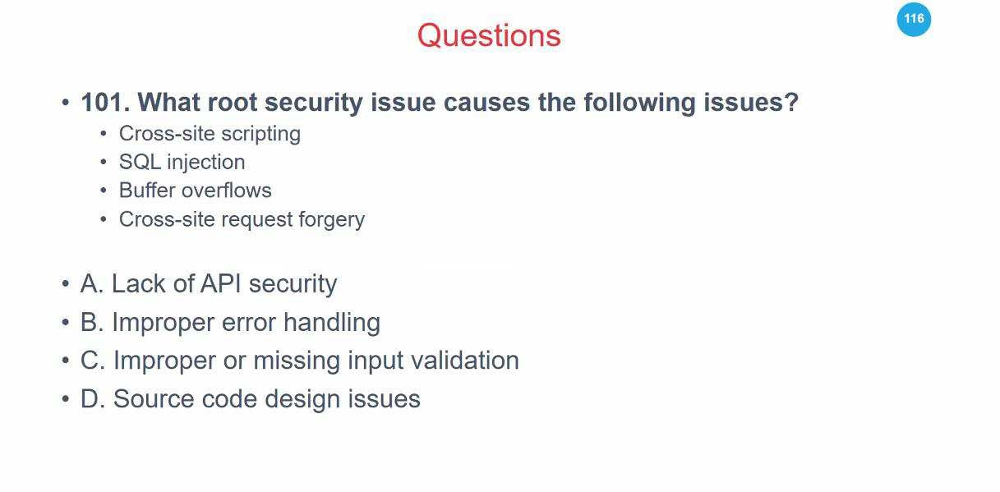 116
Questions
• 101. What root security issue causes the following issues?
• Cross-site scripting
• SQL injection
• Buffer overflows
• Cross-site request forgery
• A. Lack of API security
• B. Improper error handling
• C. Improper or missing input validation
• D. Source code design issues